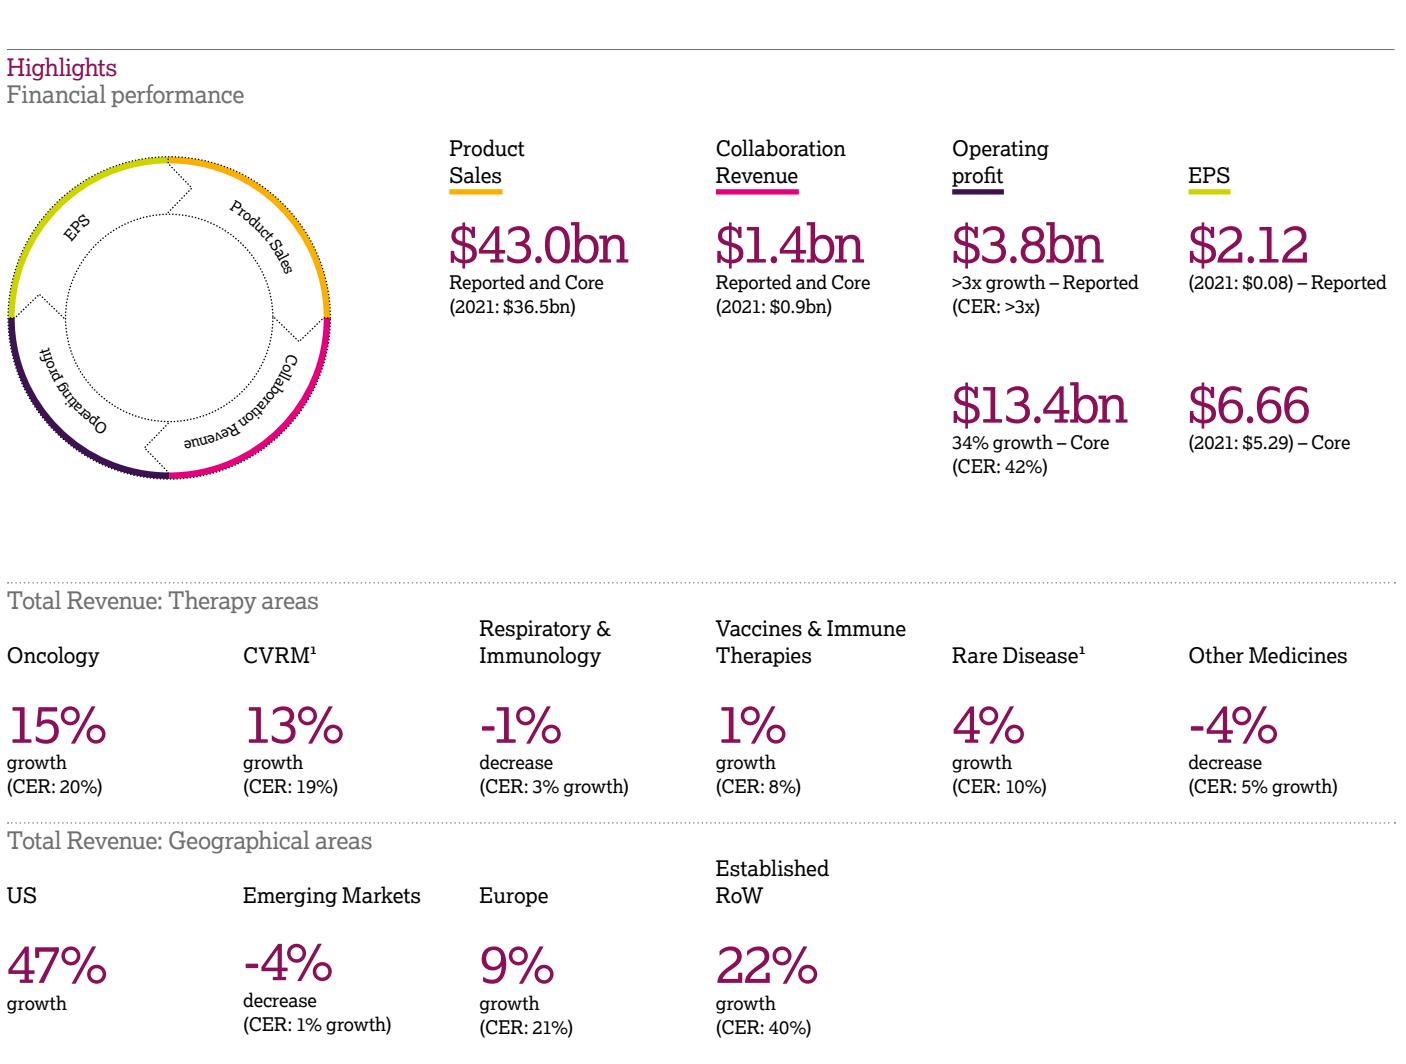 Highlights
Financial performance
EPS
Product Sales
Collaboration Revenue
Operating profit
Product
Sales
$43.0bn
Reported and Core
(2021: $36.5bn)
Collaboration
Revenue
$1.4bn
Reported and Core
(2021: $0.9bn)
Operating
profit
$3.8bn
>3x growth – Reported
(CER: >3x)
$13.4bn
34% growth – Core
(CER: 42%)
EPS
$2.12
(2021: $0.08) – Reported
$6.66
(2021: $5.29) – Core
Total Revenue: Therapy areas
Oncology
15%
growth
(CER: 20%)
CVRM¹
13%
growth
(CER: 19%)
Respiratory &
Immunology
-1%
decrease
(CER: 3% growth)
Vaccines & Immune
Therapies
1%
growth
(CER: 8%)
Rare Disease¹
4%
growth
(CER: 10%)
Other Medicines
-4%
decrease
(CER: 5% growth)
Total Revenue: Geographical areas
US
47%
growth
Emerging Markets
-4%
decrease
(CER: 1% growth)
Europe
9%
growth
(CER: 21%)
Established
RoW
22%
growth
(CER: 40%)